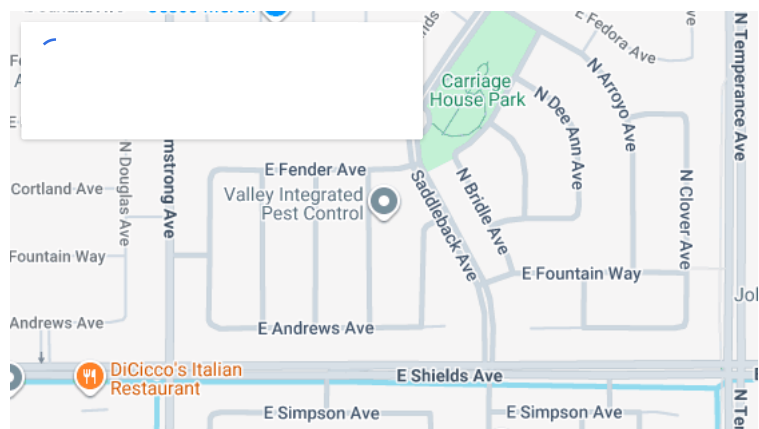 E Fedora Ave
N Temperance Ave
N Arroyo Ave
Carriage
House Park
N Dee Ann Ave
N Douglas Ave
E Fender Ave
Cortland Ave
Valley Integrated
Pest Control
Saddleback Ave
N Bridle Ave
N Clover Ave
Fountain Way
E Fountain Way
Andrews Ave
E Andrews Ave
DiCicco's Italian
Restaurant
E Shields Ave
E Simpson Ave
E Simpson Ave